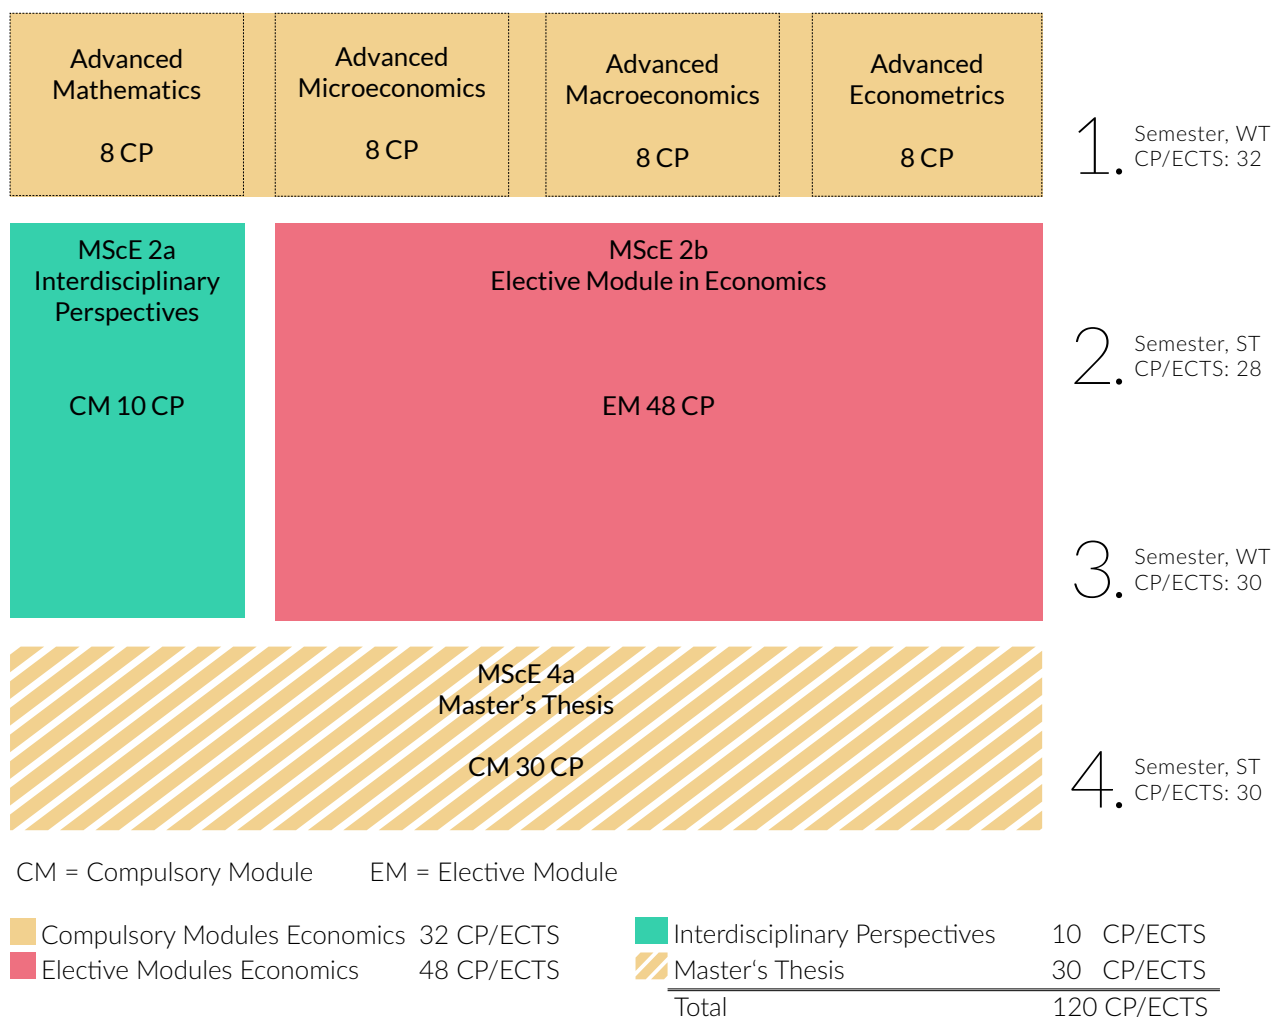 Advanced
Mathematics
8 CP
Advanced
Microeconomics
8 CP
Advanced
Macroeconomics
8 CP
Advanced
Econometrics
8 CP
1. Semester, WT
CP/ECTS: 32
MScE 2a
Interdisciplinary
Perspectives
CM 10 CP
MScE 2b
Elective Module in Economics
EM 48 CP
2. Semester, ST
CP/ECTS: 28
3. Semester, WT
CP/ECTS: 30
MScE 4a
Master’s Thesis
CM 30 CP
4. Semester, ST
CP/ECTS: 30
CM = Compulsory Module EM = Elective Module
Compulsory Modules Economics 32 CP/ECTS
Elective Modules Economics 48 CP/ECTS
Interdisciplinary Perspectives 10 CP/ECTS
Master‘s Thesis 30 CP/ECTS
Total 120 CP/ECTS